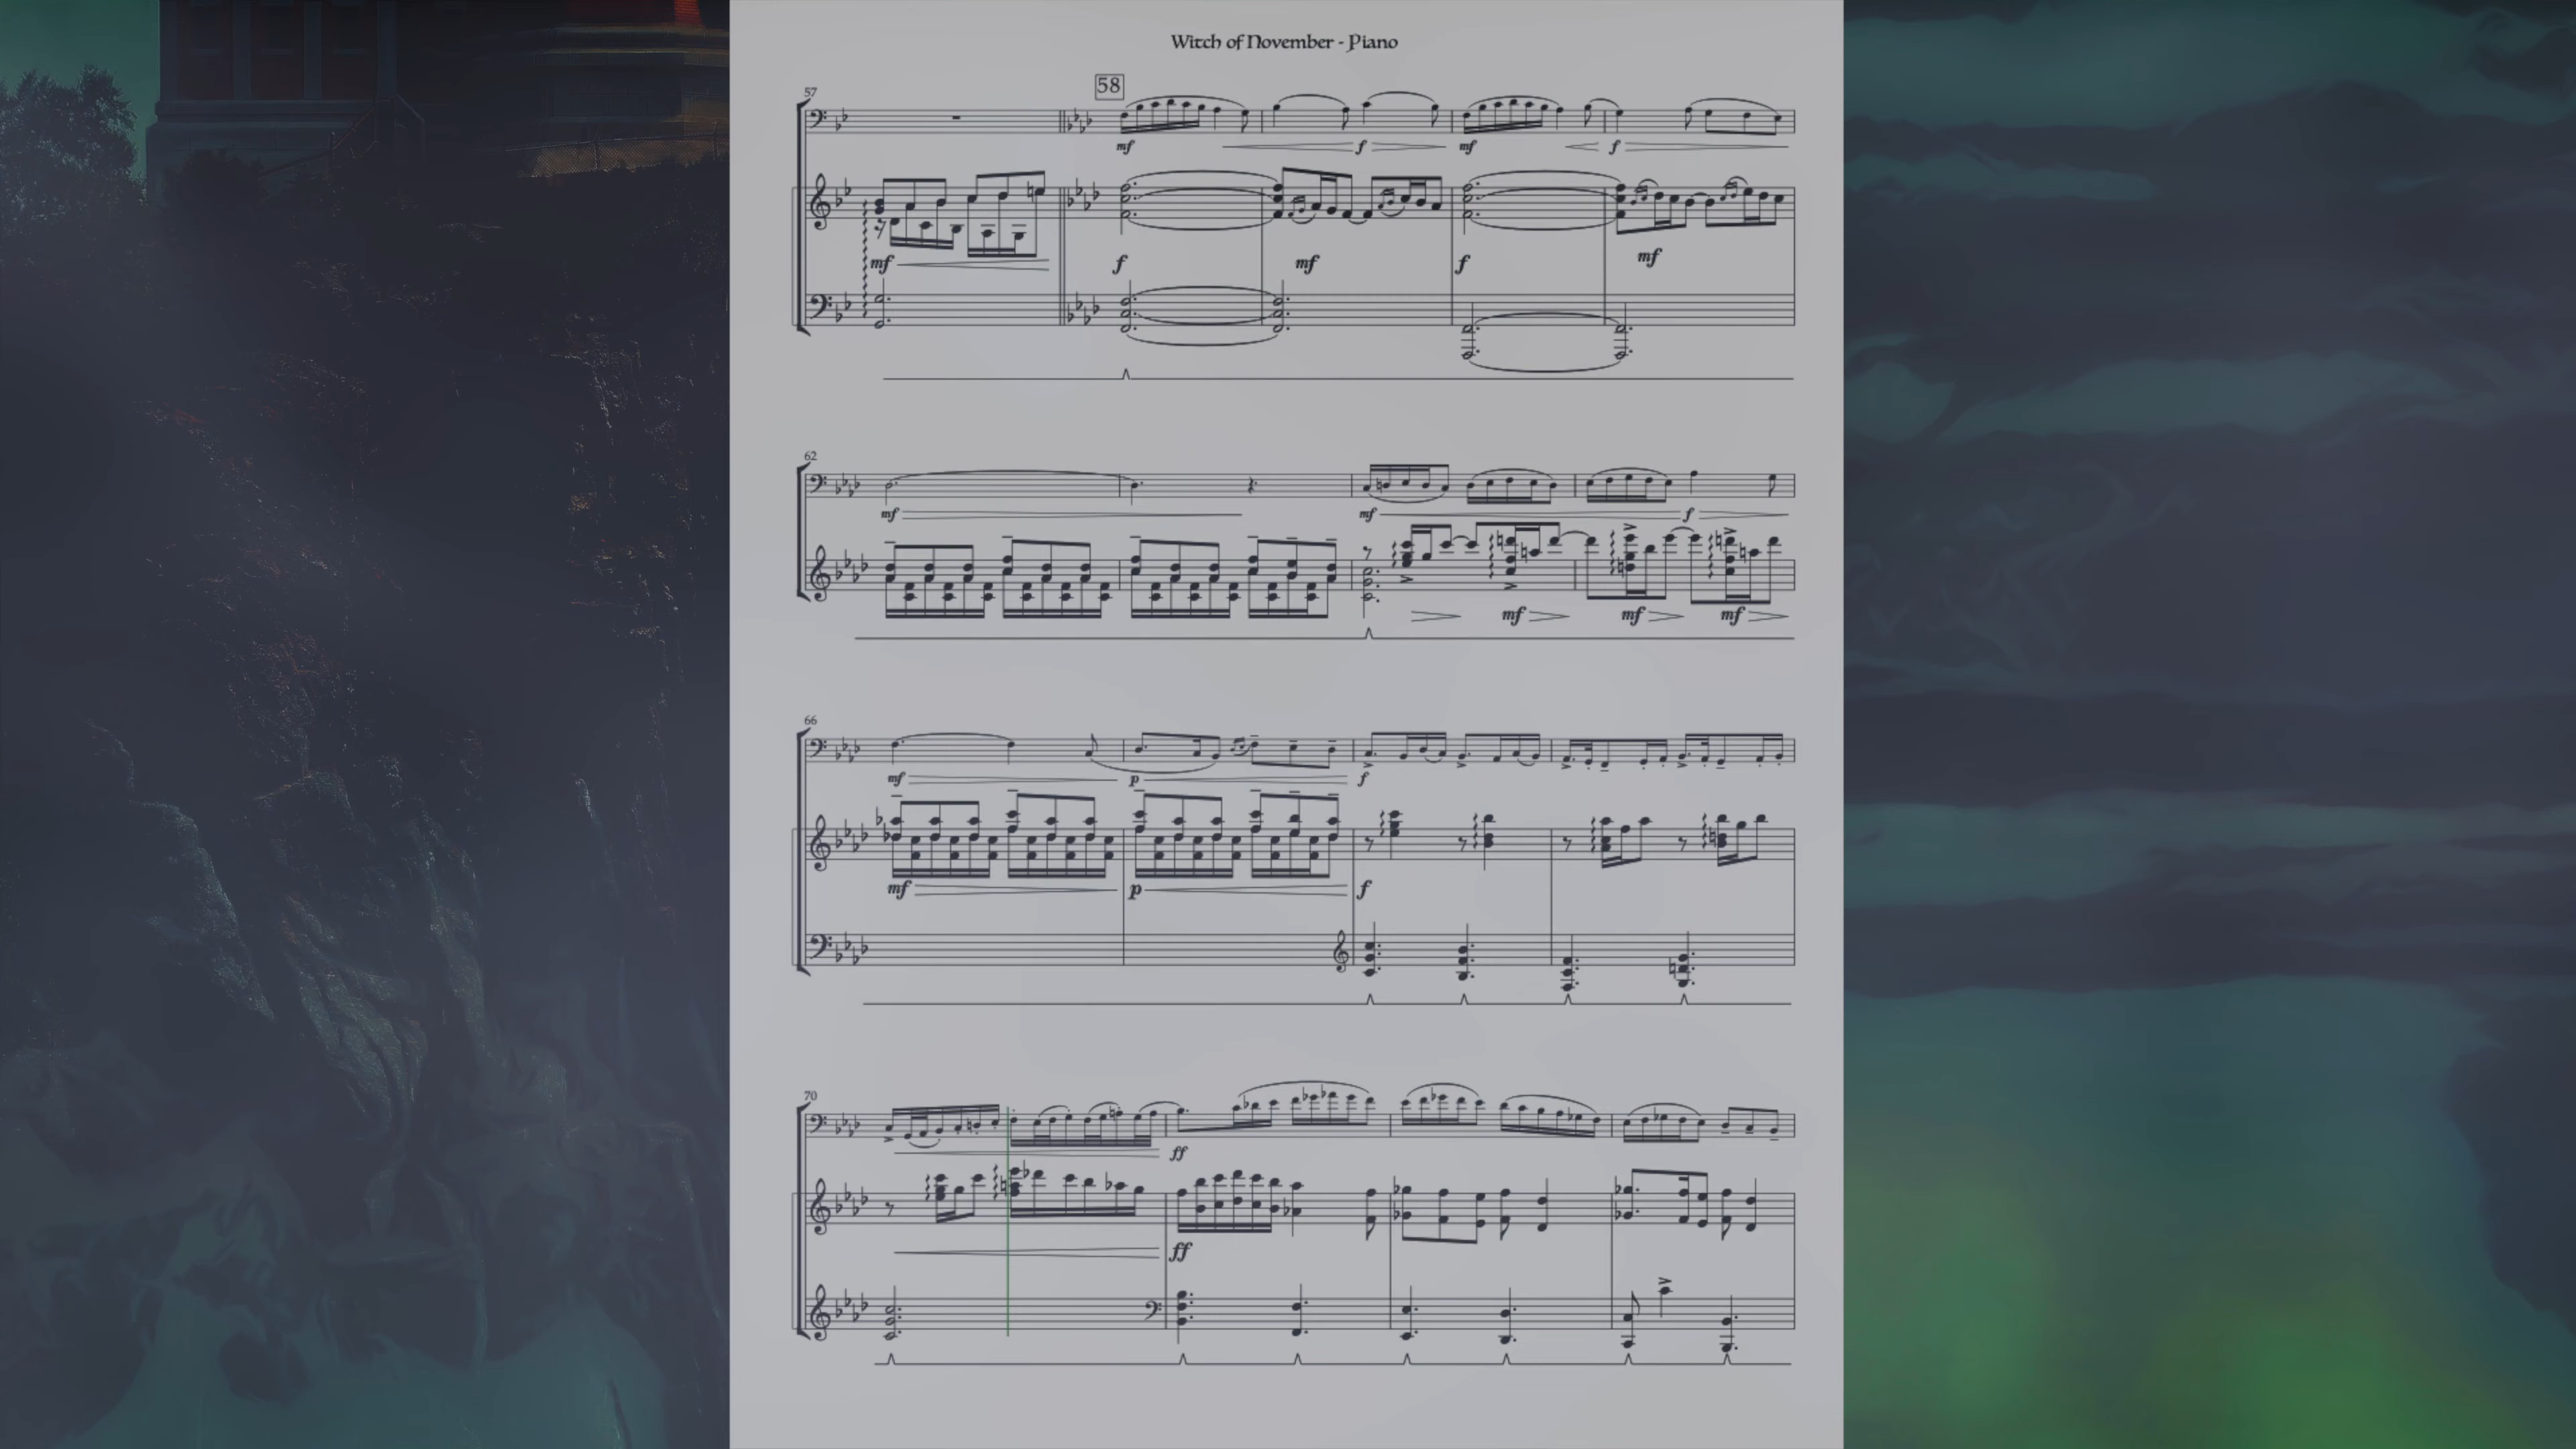 Witch of November - Piano
57
58
mf f mf f
mf f mf f mf
62
mf mf f
mf mf mf
66
mf p f
mf p f
70
ff
ff